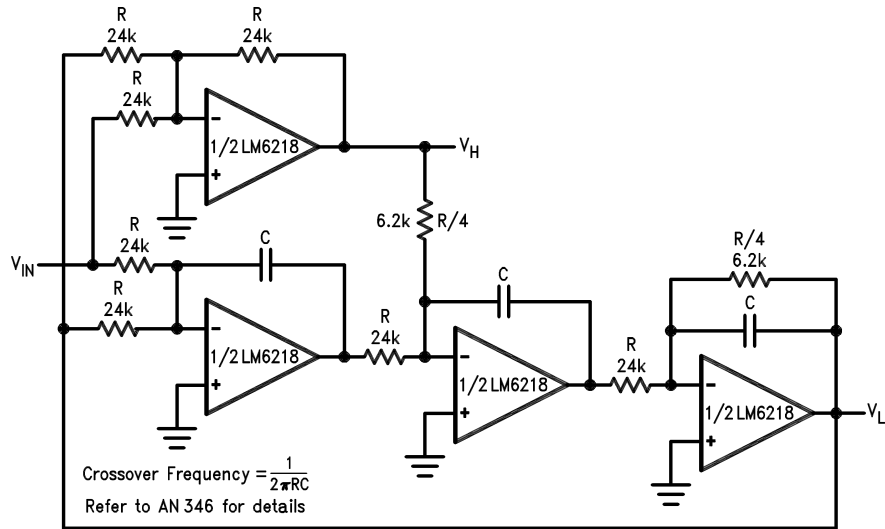 R
24k
R
24k
R
24k
−
1/2 LM6218
+
V_H
6.2k R/4
R
24k
C
V_IN
R
24k
−
1/2 LM6218
+
R
24k
C
−
1/2 LM6218
+
R
24k
R/4
6.2k
C
−
1/2 LM6218
+
V_L
Crossover Frequency = 1/2πRC
Refer to AN 346 for details